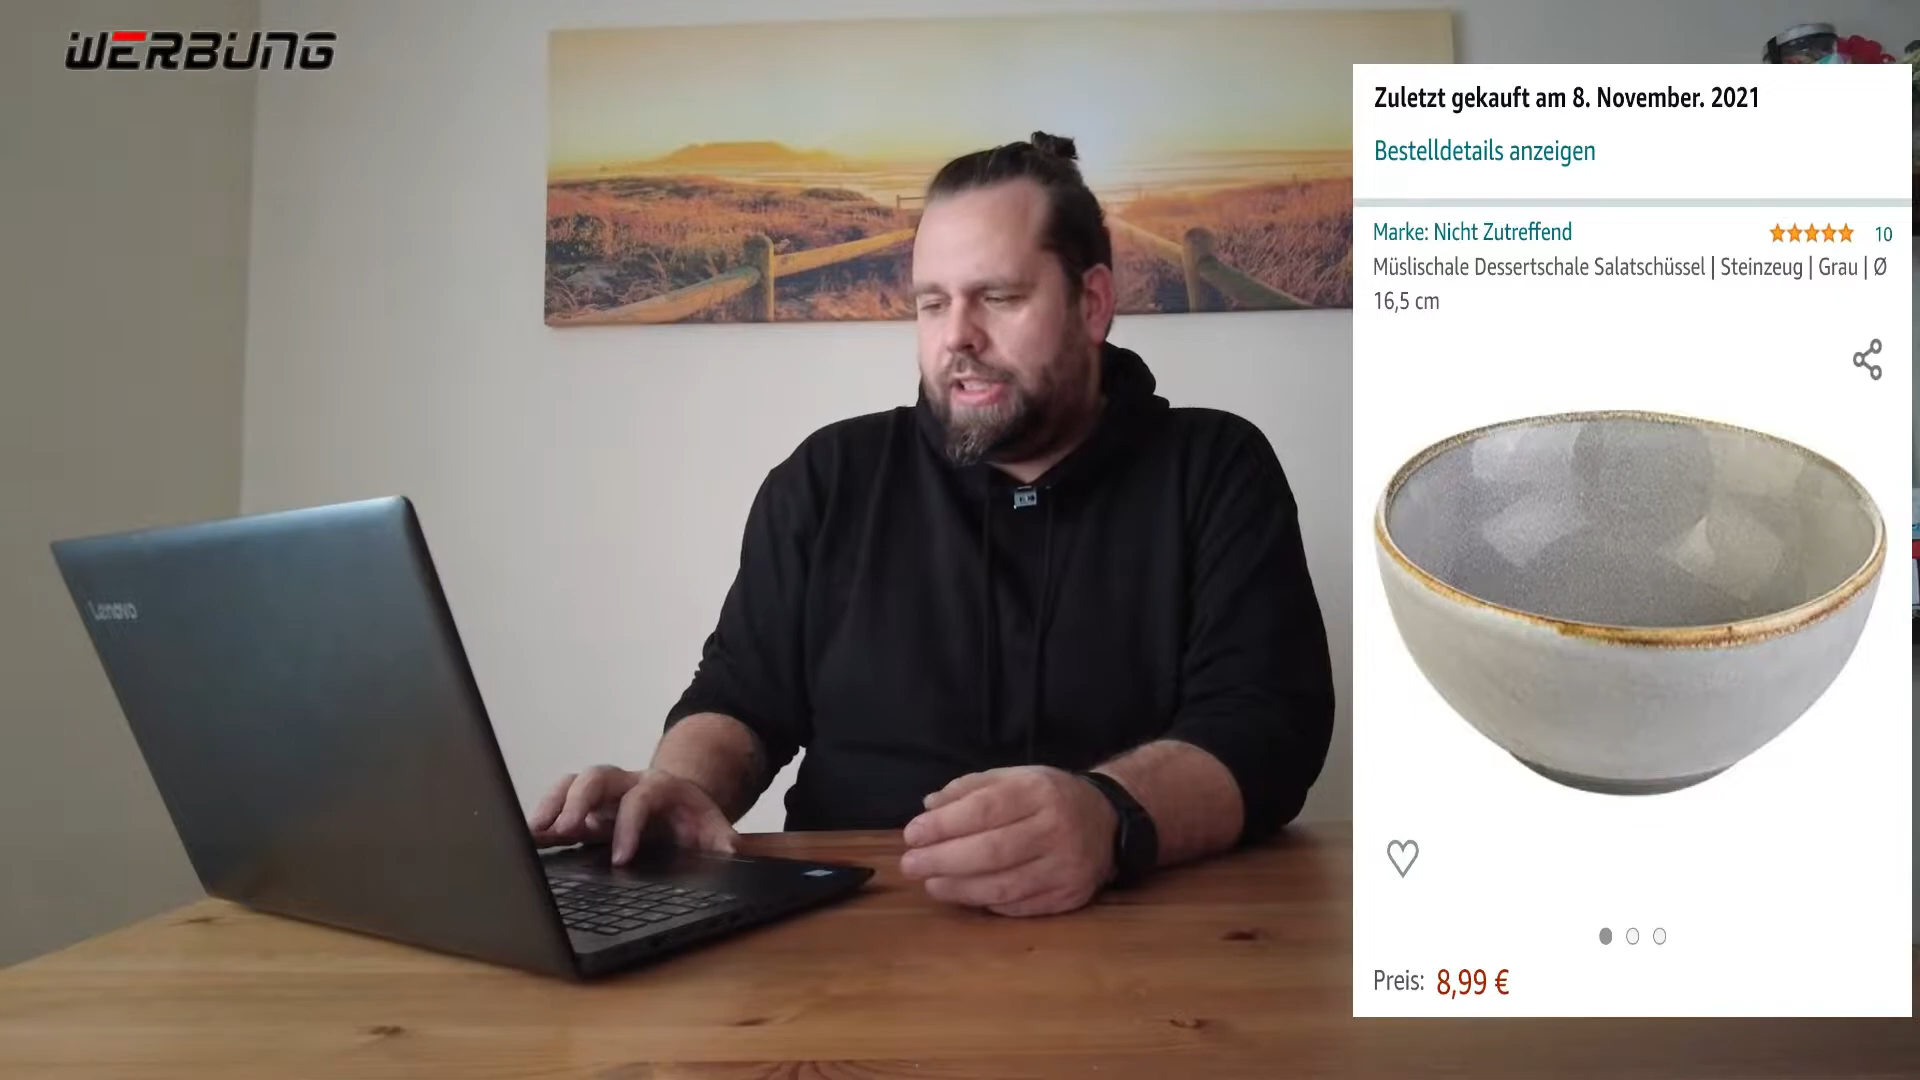 WERBUNG
Zuletzt gekauft am 8. November. 2021
Bestelldetails anzeigen
Marke: Nicht Zutreffend
10
Müslischale Dessertschale Salatschüssel | Steinzeug | Grau | Ø
16,5 cm
Lenovo
Preis: 8,99 €